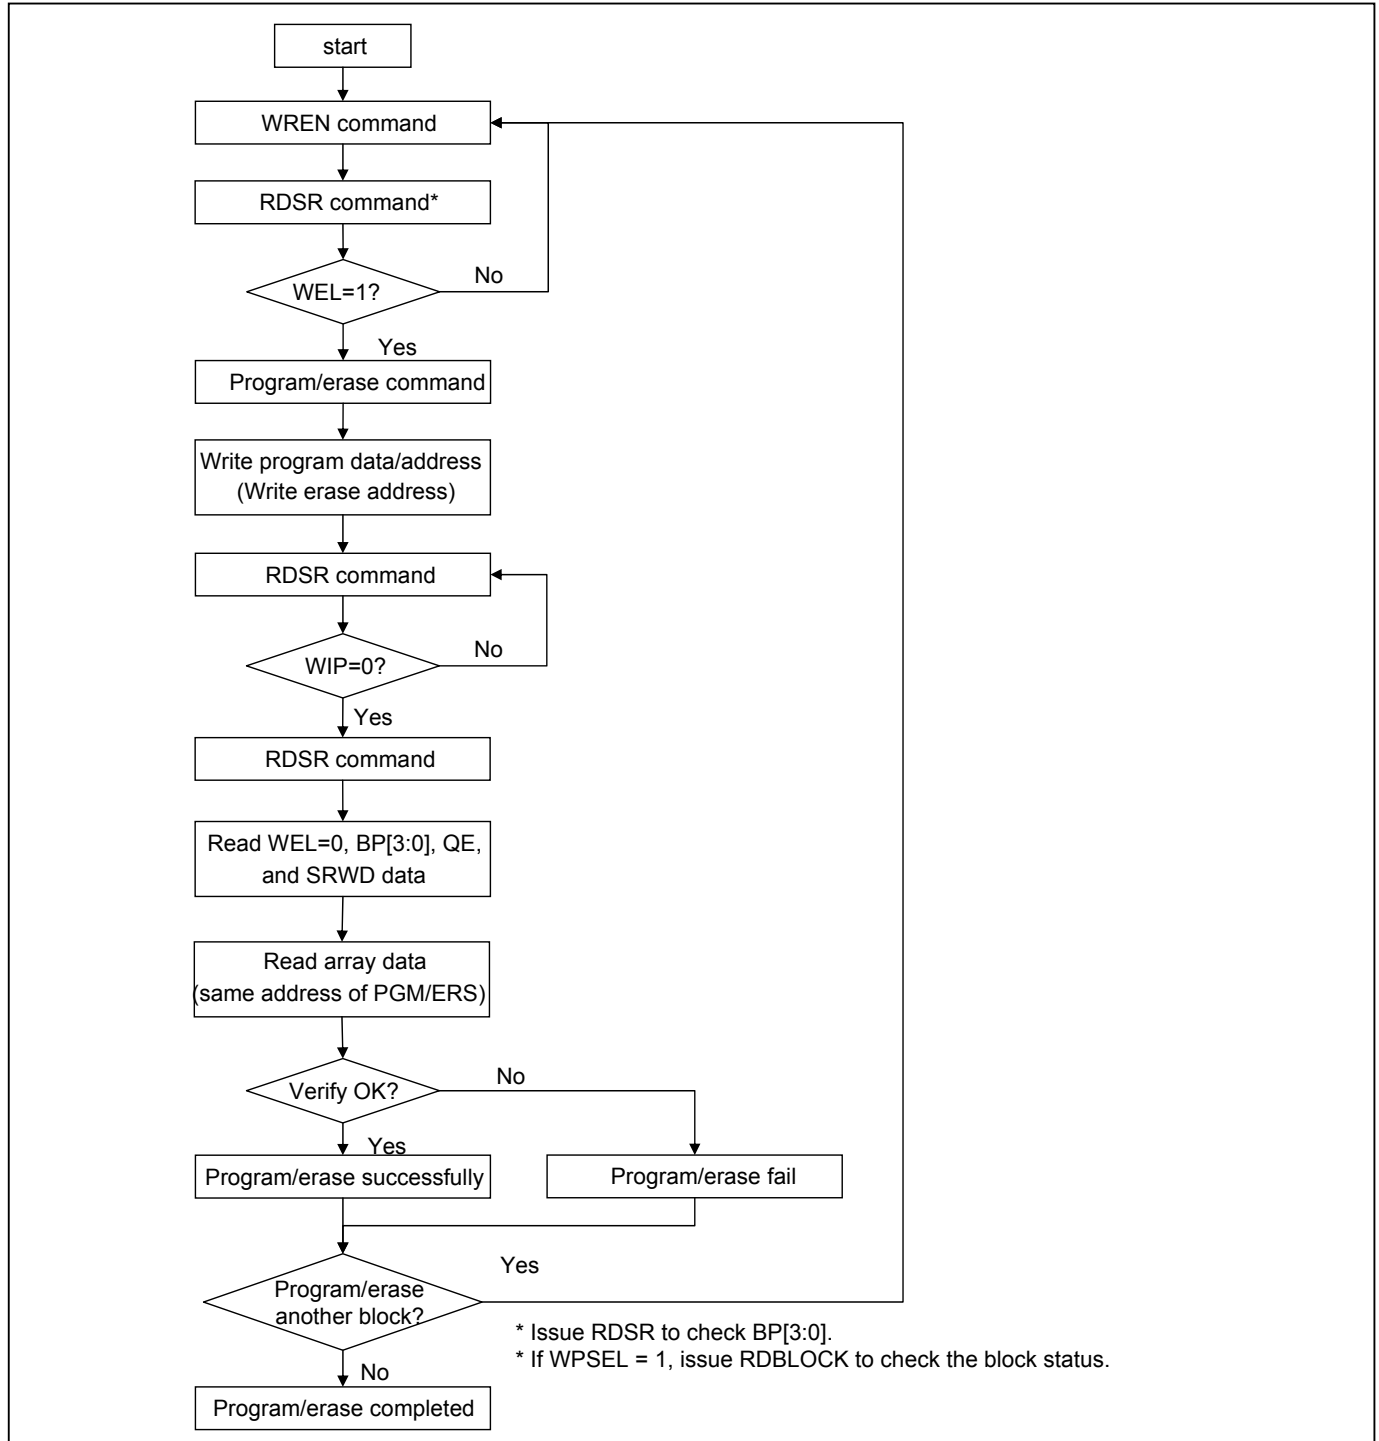 start
WREN command
RDSR command*
WEL=1?
No
Yes
Program/erase command
Write program data/address
(Write erase address)
RDSR command
WIP=0?
No
Yes
RDSR command
Read WEL=0, BP[3:0], QE,
and SRWD data
Read array data
(same address of PGM/ERS)
Verify OK?
No
Yes
Program/erase successfully
Program/erase fail
Yes
Program/erase
another block?
* Issue RDSR to check BP[3:0].
* If WPSEL = 1, issue RDBLOCK to check the block status.
No
Program/erase completed